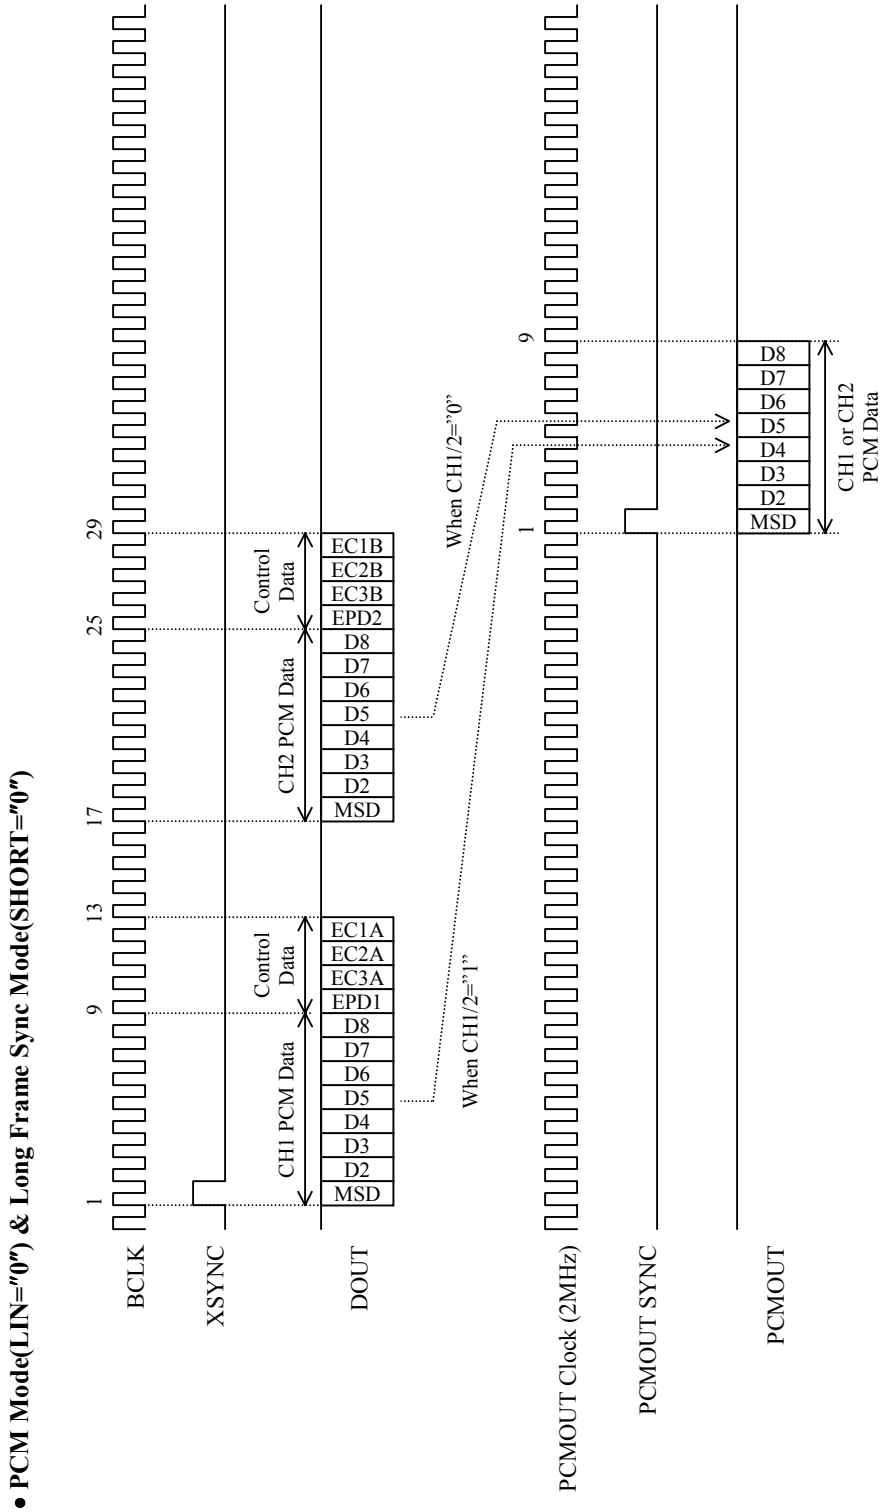 • PCM Mode(LIN="0") & Long Frame Sync Mode(SHORT="0")
1 9 13 17 25 29
BCLK
XSYNC
CH1 PCM Data
Control
Data
CH2 PCM Data
Control
Data
DOUT
MSD D2 D3 D4 D5 D6 D7 D8 EPD1 EC3A EC2A EC1A
MSD D2 D3 D4 D5 D6 D7 D8 EPD2 EC3B EC2B EC1B
When CH1/2="1"
When CH1/2="0"
1 9
PCMOUT Clock (2MHz)
PCMOUT SYNC
PCMOUT
MSD D2 D3 D4 D5 D6 D7 D8
CH1 or CH2
PCM Data